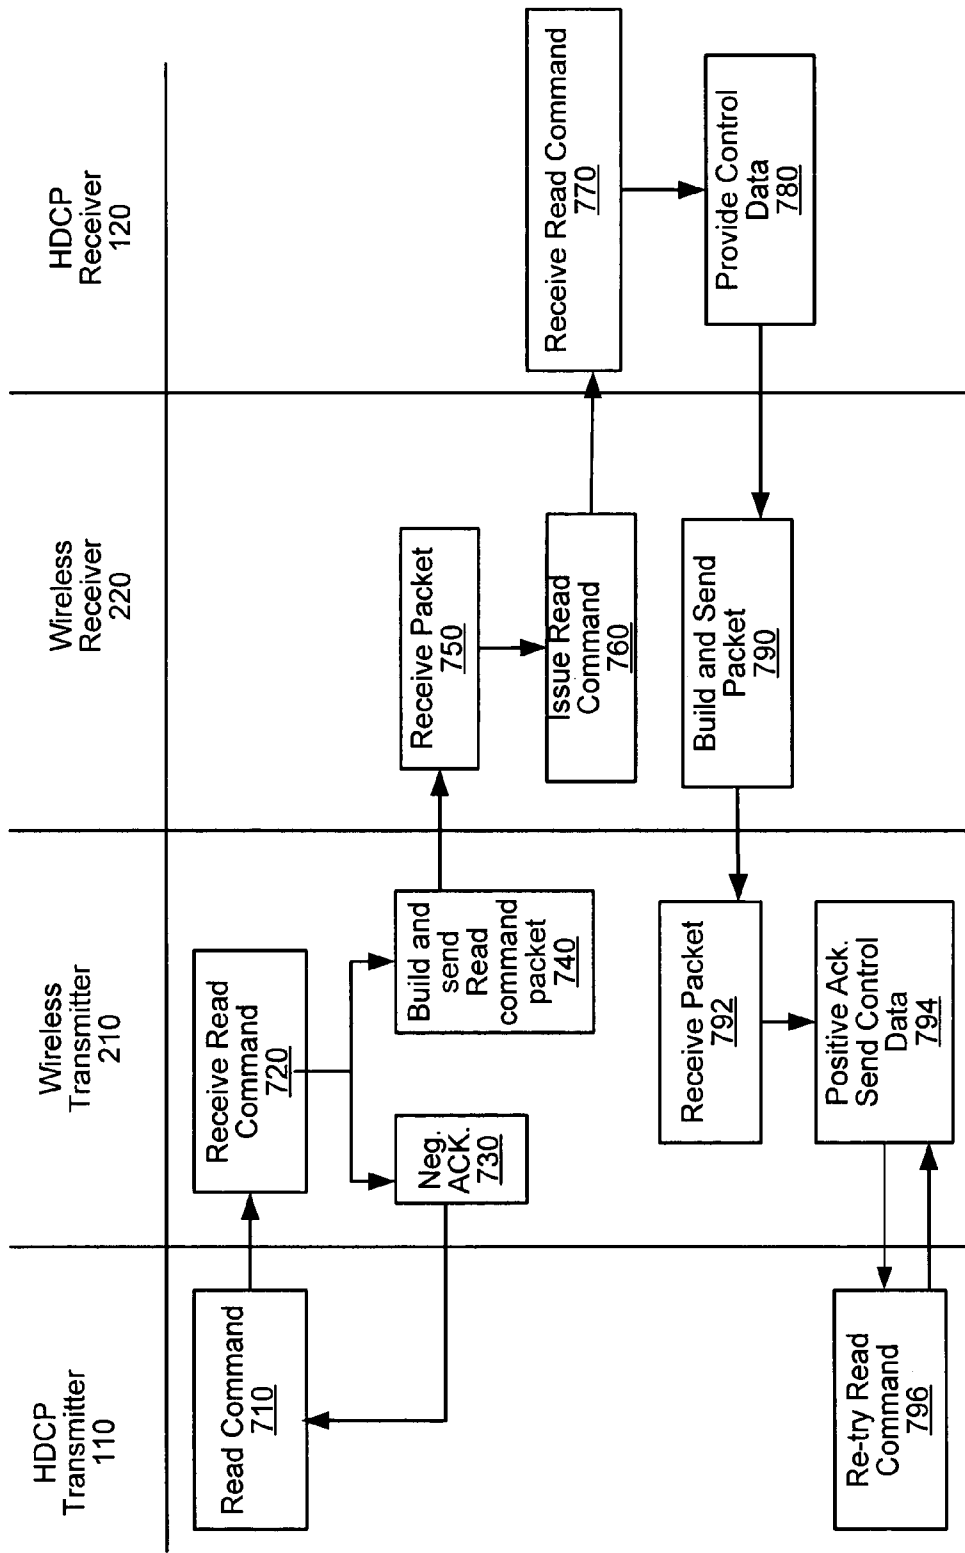 HDCP
Transmitter
110
Wireless
Transmitter
210
Wireless
Receiver
220
HDCP
Receiver
120
Read Command
710
Receive Read
Command
720
Neg.
ACK.
730
Build and
send Read
command
packet
740
Receive Packet
750
Issue Read
Command
760
Receive Read Command
770
Provide Control
Data
780
Build and Send
Packet
790
Receive Packet
792
Positive Ack.
Send Control
Data
794
Re-try Read
Command
796